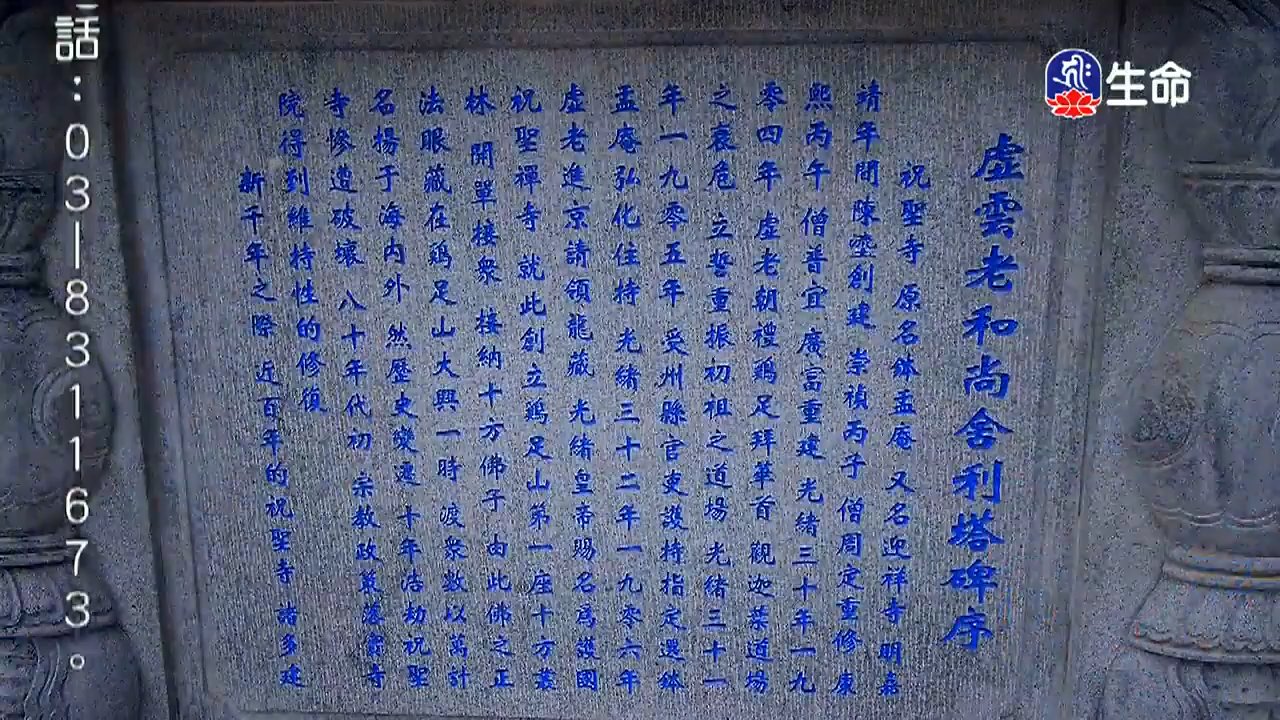 虛雲老和尚舍利塔碑序
祝聖寺 原名鉢盂庵 又名迎祥寺 明嘉
靖年間陳壂創建 崇禎丙子僧周定重修 康
熙丙午 僧普宜 廣富重建 光緒三十年一九
零四年 虛老朝禮鷄足拜華首 觀迦葉道場
之衰危 立誓重振初祖之道場 光緒三十一
年一九零五年 受州縣官吏護持指定選鉢
盂庵弘化住持 光緒三十二年一九零六年
虛老進京請領龍藏 光緒皇帝賜名爲護國
祝聖禪寺 就此創立鷄足山第一座十方叢
林 開單接衆 接納十方佛子 由此佛之正
法眼藏在鷄足山大興一時 渡衆數以萬計
名揚于海内外 然歷史變遷 十年浩劫祝聖
寺慘遭破壞 八十年代初 宗教政策落實寺
院得到維持性的修復
新千年之際 近百年的祝聖寺 諸多建
話：03—8311673。
生命